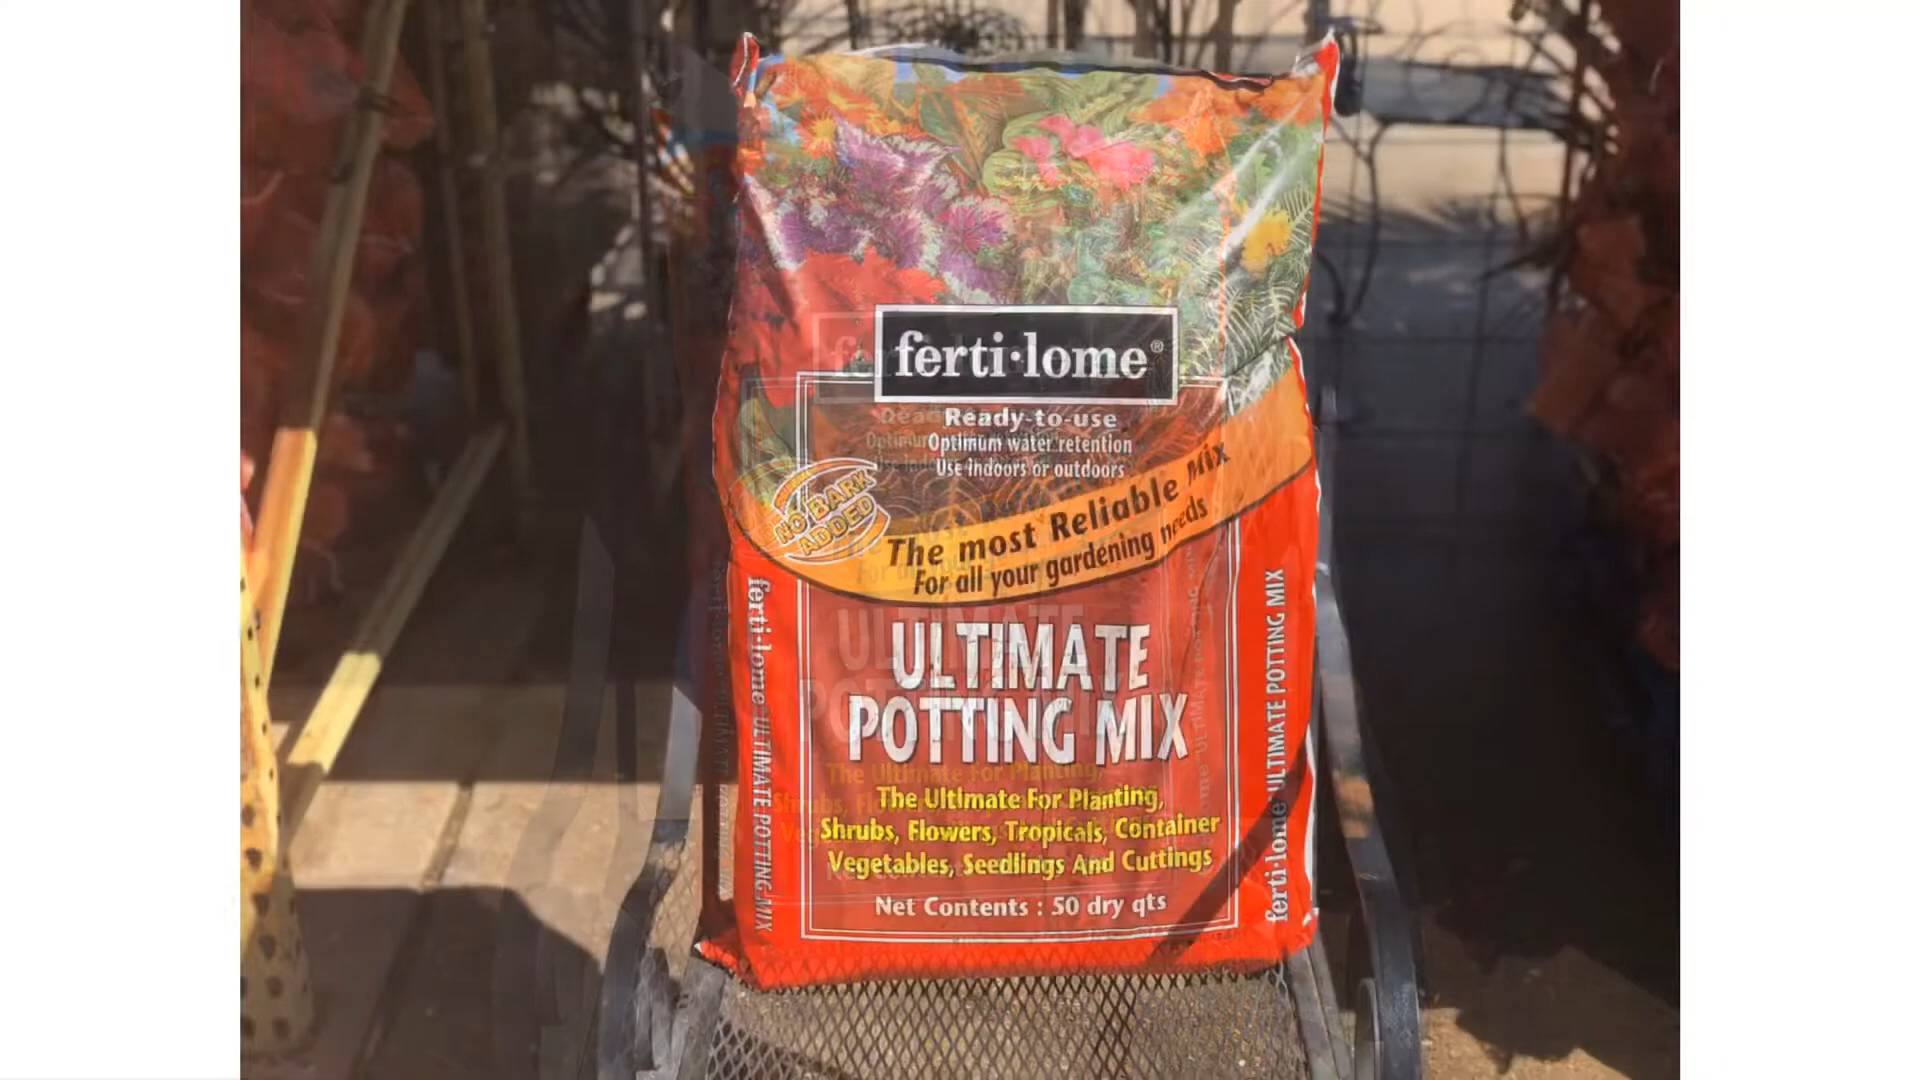 ferti·lome®
Ready-to-use
Optimum water retention
Use indoors or outdoors
NO BARK
ADDED
The most Reliable Mix
For all your gardening needs
ULTIMATE
POTTING MIX
The Ultimate For Planting,
Shrubs, Flowers, Tropicals, Container
Vegetables, Seedlings And Cuttings
Net Contents : 50 dry qts
ferti·lome ULTIMATE POTTING MIX
ferti·lome ULTIMATE POTTING MIX